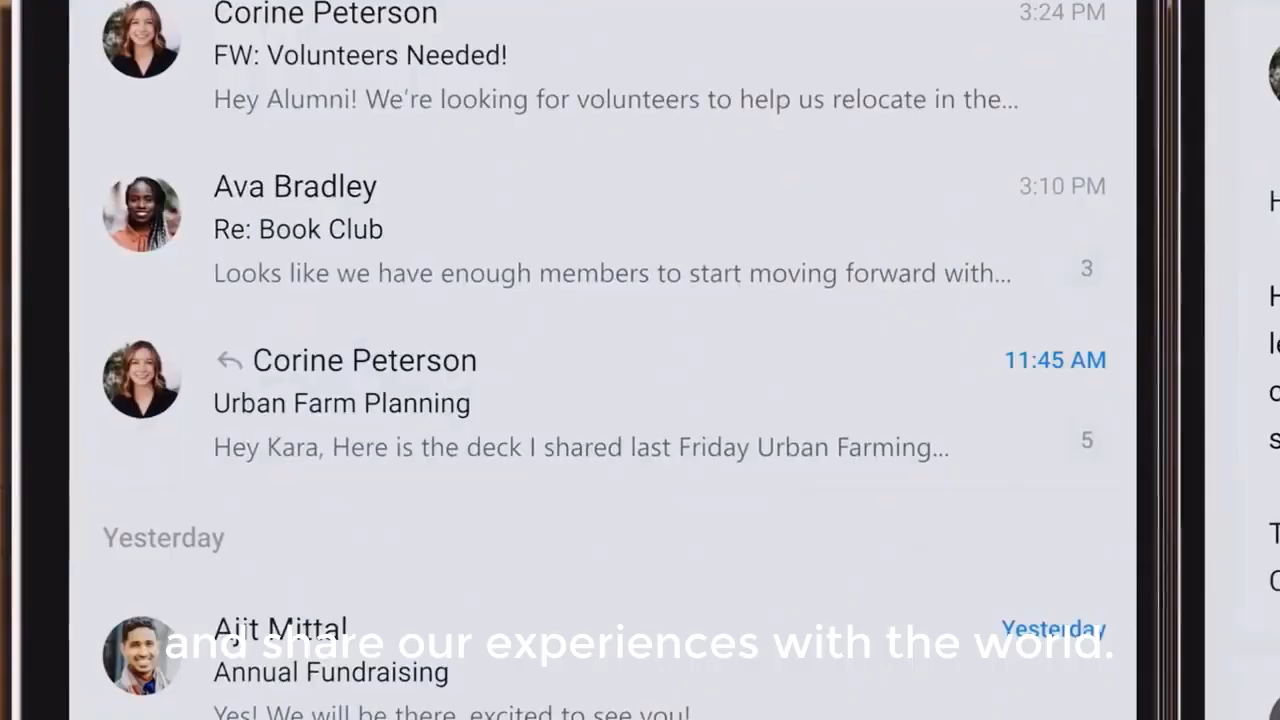 Corine Peterson
3:24 PM
FW: Volunteers Needed!
Hey Alumni! We're looking for volunteers to help us relocate in the...
Ava Bradley
3:10 PM
Re: Book Club
Looks like we have enough members to start moving forward with...
3
Corine Peterson
11:45 AM
Urban Farm Planning
Hey Kara, Here is the deck I shared last Friday Urban Farming...
5
Yesterday
Ajit Mittal
Yesterday
and share our experiences with the world.
Annual Fundraising
Yes! We will be there, excited to see you!